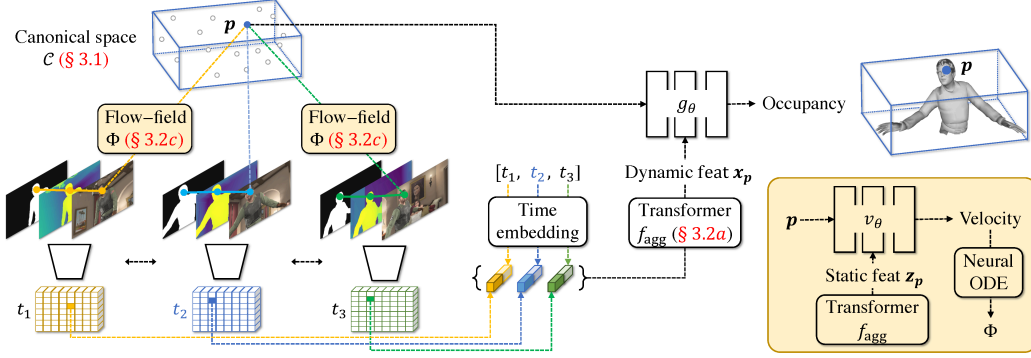 Canonical space
𝒞 (§ 3.1)
p
Flow–field
Φ (§ 3.2c)
Flow–field
Φ (§ 3.2c)
t₁
t₂
t₃
[t₁, t₂, t₃]
Time
embedding
{ }
g_θ
Occupancy
Dynamic feat x_p
Transformer
f_agg (§ 3.2a)
p
p
v_θ
Velocity
Static feat z_p
Transformer
f_agg
Neural
ODE
Φ